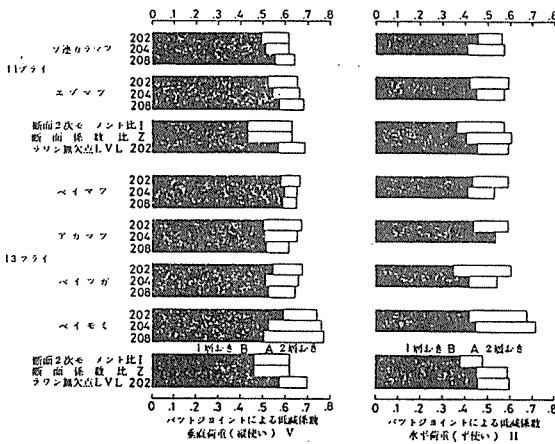 0 .1 .2 .3 .4 .5 .6 .7 .8
0 .1 .2 .3 .4 .5 .6 .7 .8
ソ連カラマツ
202
204
208
11プライ
エゾマツ
202
204
208
断面2次モーメント比I
断面係数比Z
ラワン無欠点LVL 202
ベイマツ
202
204
208
アカマツ
202
204
208
13プライ
ベイツガ
202
204
208
ベイモミ
202
204
208
1層おき B A 2層おき
1層おき B A 2層おき
断面2次モーメント比I
断面係数比Z
ラワン無欠点LVL 202
0 .1 .2 .3 .4 .5 .6 .7 .8
0 .1 .2 .3 .4 .5 .6 .7 .8
バットジョイントによる低減係数
垂直荷重(縦使い) V
バットジョイントによる低減係数
水平荷重(平使い) H